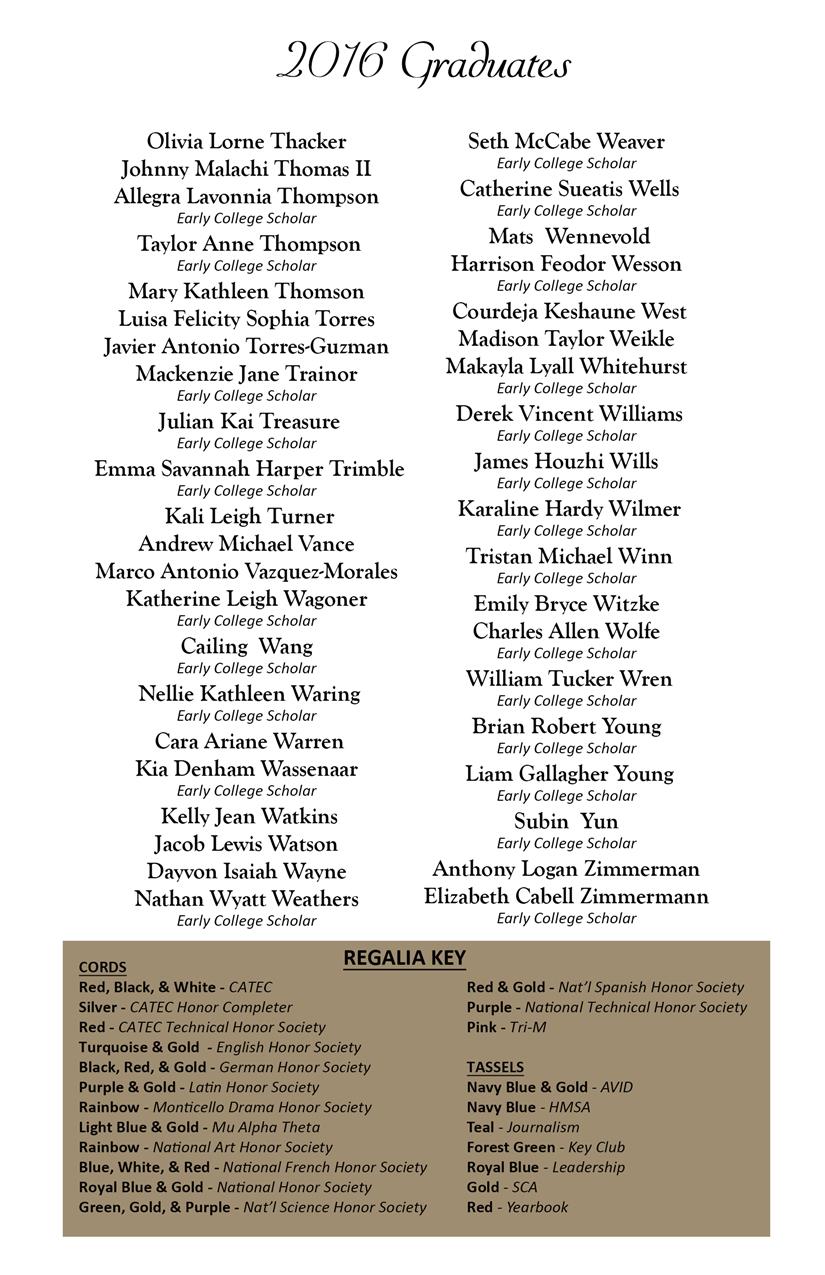 2016 Graduates
Olivia Lorne Thacker
Johnny Malachi Thomas II
Allegra Lavonnia Thompson
Early College Scholar
Taylor Anne Thompson
Early College Scholar
Mary Kathleen Thomson
Luisa Felicity Sophia Torres
Javier Antonio Torres-Guzman
Mackenzie Jane Trainor
Early College Scholar
Julian Kai Treasure
Early College Scholar
Emma Savannah Harper Trimble
Early College Scholar
Kali Leigh Turner
Andrew Michael Vance
Marco Antonio Vazquez-Morales
Katherine Leigh Wagoner
Early College Scholar
Cailing Wang
Early College Scholar
Nellie Kathleen Waring
Early College Scholar
Cara Ariane Warren
Kia Denham Wassenaar
Early College Scholar
Kelly Jean Watkins
Jacob Lewis Watson
Dayvon Isaiah Wayne
Nathan Wyatt Weathers
Early College Scholar
Seth McCabe Weaver
Early College Scholar
Catherine Sueatis Wells
Early College Scholar
Mats Wennevold
Harrison Feodor Wesson
Early College Scholar
Courdeja Keshaune West
Madison Taylor Weikle
Makayla Lyall Whitehurst
Early College Scholar
Derek Vincent Williams
Early College Scholar
James Houzhi Wills
Early College Scholar
Karaline Hardy Wilmer
Early College Scholar
Tristan Michael Winn
Early College Scholar
Emily Bryce Witzke
Charles Allen Wolfe
Early College Scholar
William Tucker Wren
Early College Scholar
Brian Robert Young
Early College Scholar
Liam Gallagher Young
Early College Scholar
Subin Yun
Early College Scholar
Anthony Logan Zimmerman
Elizabeth Cabell Zimmermann
Early College Scholar
REGALIA KEY
CORDS
Red, Black, & White - CATEC
Silver - CATEC Honor Completer
Red - CATEC Technical Honor Society
Turquoise & Gold - English Honor Society
Black, Red, & Gold - German Honor Society
Purple & Gold - Latin Honor Society
Rainbow - Monticello Drama Honor Society
Light Blue & Gold - Mu Alpha Theta
Rainbow - National Art Honor Society
Blue, White, & Red - National French Honor Society
Royal Blue & Gold - National Honor Society
Green, Gold, & Purple - Nat'l Science Honor Society
Red & Gold - Nat'l Spanish Honor Society
Purple - National Technical Honor Society
Pink - Tri-M
TASSELS
Navy Blue & Gold - AVID
Navy Blue - HMSA
Teal - Journalism
Forest Green - Key Club
Royal Blue - Leadership
Gold - SCA
Red - Yearbook